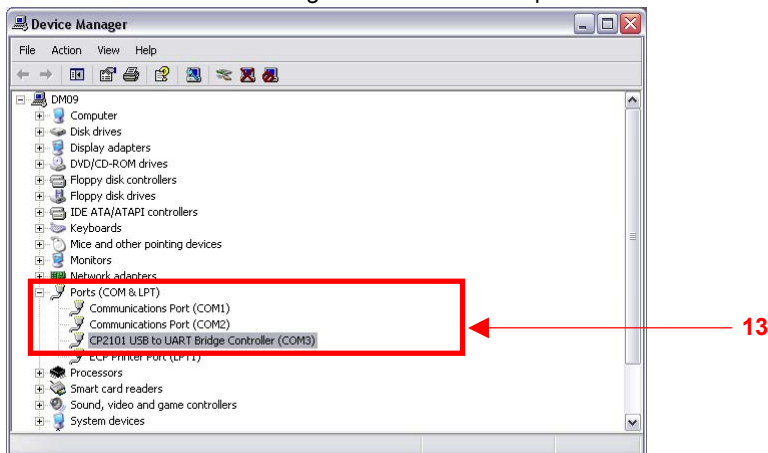 Device Manager
File Action View Help
DM09
Computer
Disk drives
Display adapters
DVD/CD-ROM drives
Floppy disk controllers
Floppy disk drives
IDE ATA/ATAPI controllers
Keyboards
Mice and other pointing devices
Monitors
Network adapters
Ports (COM & LPT)
Communications Port (COM1)
Communications Port (COM2)
CP2101 USB to UART Bridge Controller (COM3)
13
ECP Printer Port (LPT1)
Processors
Smart card readers
Sound, video and game controllers
System devices